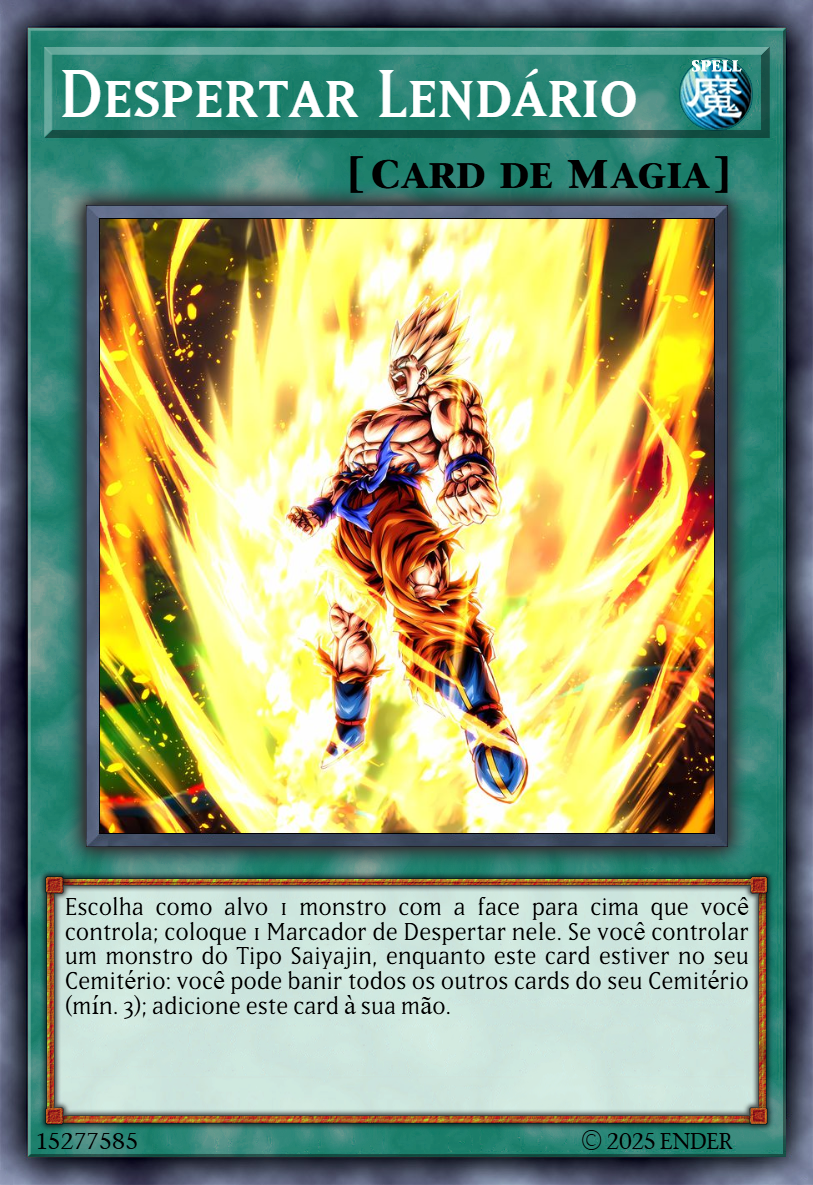 Despertar Lendário
SPELL
魔
[Card de Magia]
Escolha como alvo 1 monstro com a face para cima que você
controla; coloque 1 Marcador de Despertar nele. Se você controlar
um monstro do Tipo Saiyajin, enquanto este card estiver no seu
Cemitério: você pode banir todos os outros cards do seu Cemitério
(mín. 3); adicione este card à sua mão.
15277585
© 2025 ENDER